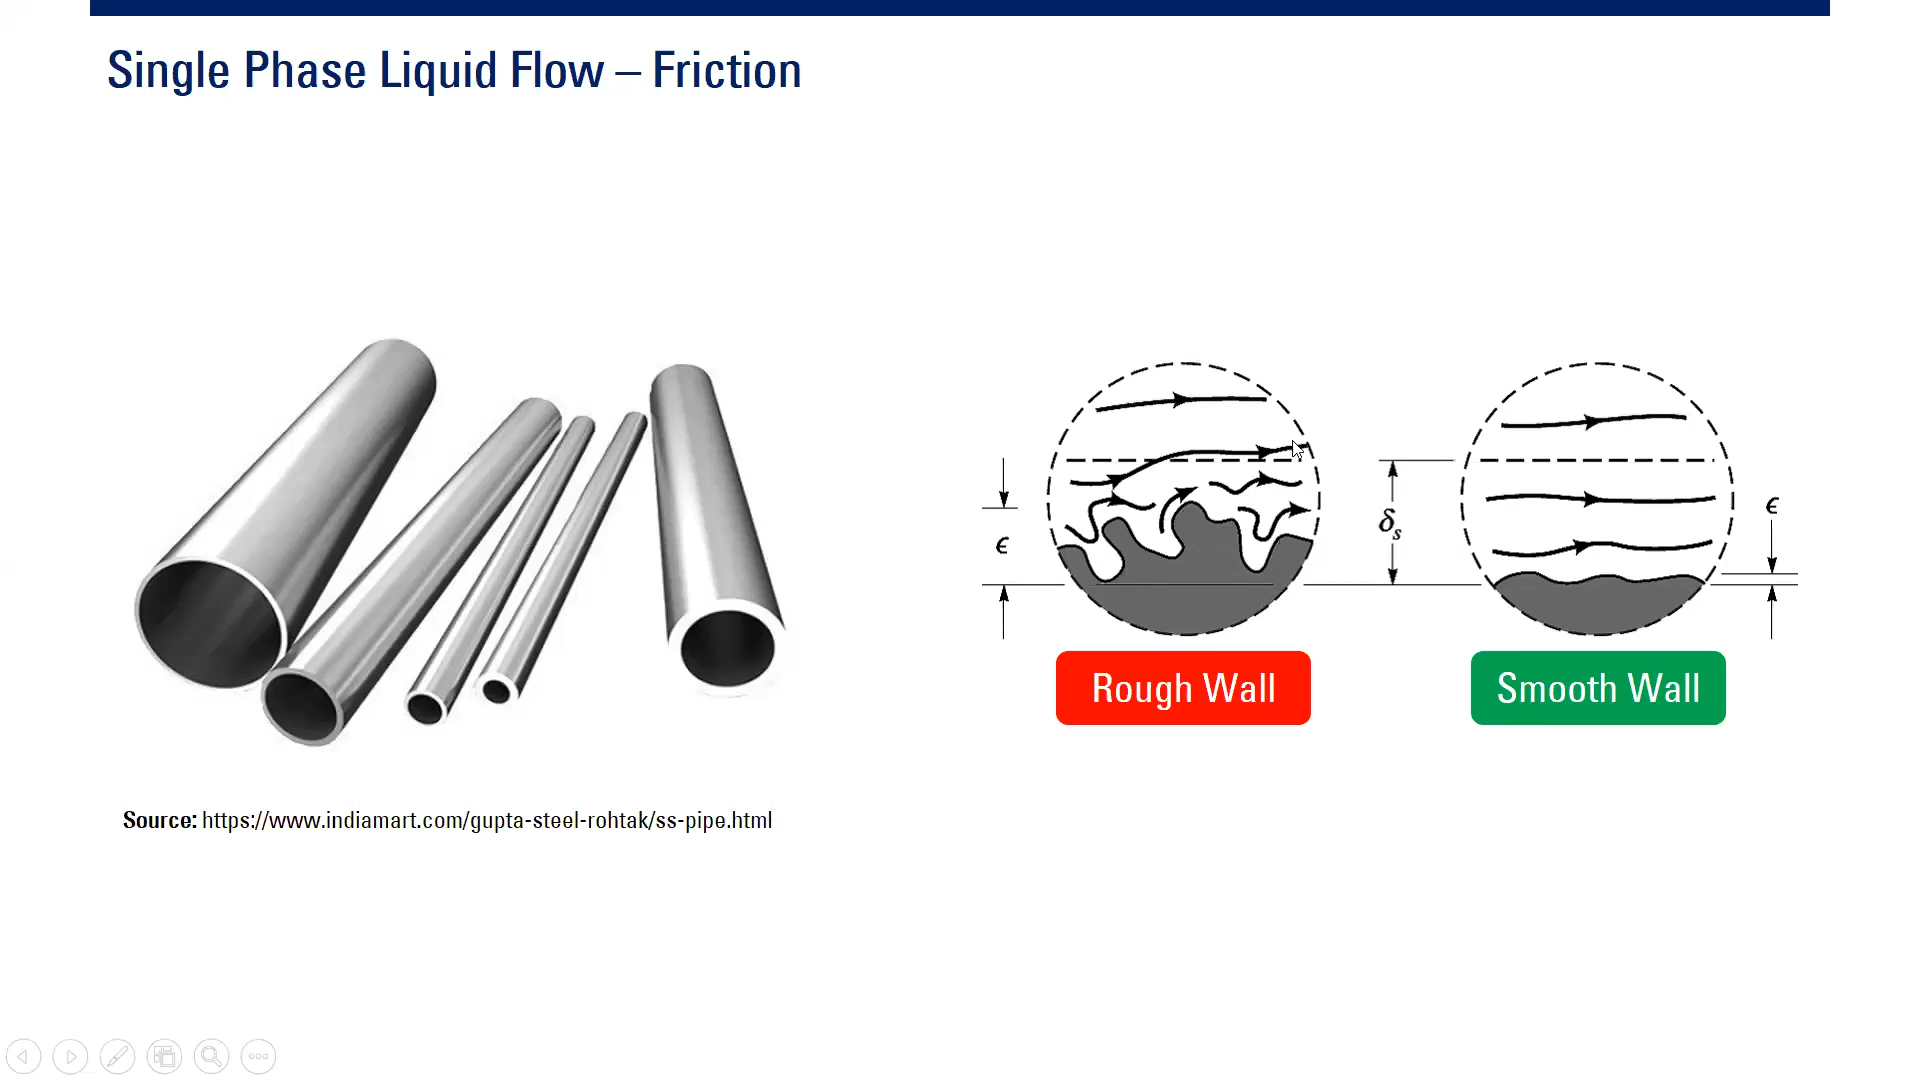 Single Phase Liquid Flow – Friction
ϵ
δs
ϵ
Rough Wall
Smooth Wall
Source: https://www.indiamart.com/gupta-steel-rohtak/ss-pipe.html